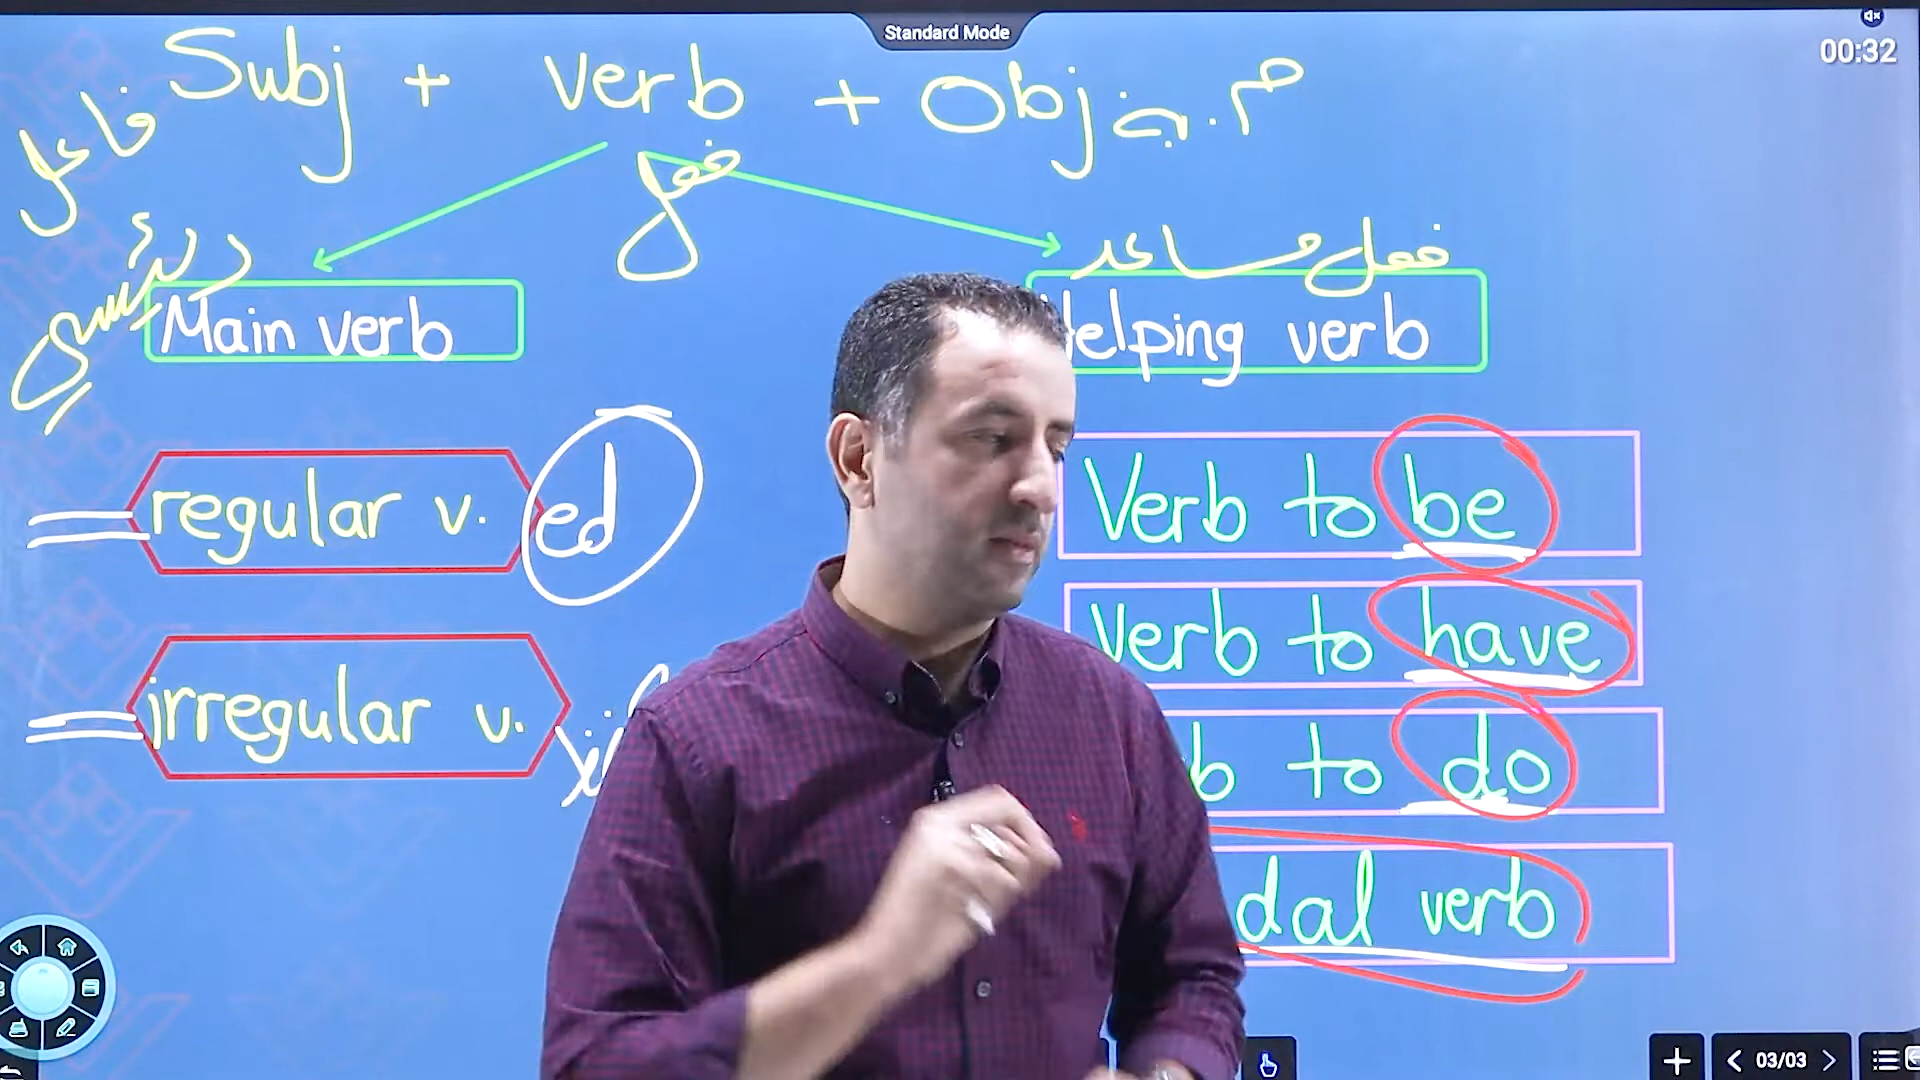 Standard Mode
00:32
Subj + verb + Obj م. به
فاعل
فعل
رئيسي
فعل مساعد
Main verb
Helping verb
regular v. ed
Verb to be
irregular v.
verb to have
b to do
dal verb
03/03